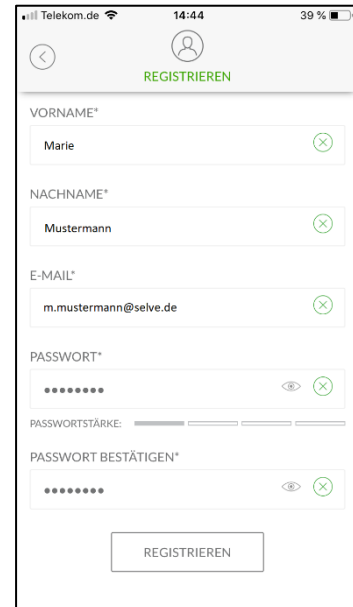 Telekom.de 14:44 39 %
REGISTRIEREN
VORNAME*
Marie
NACHNAME*
Mustermann
E-MAIL*
m.mustermann@selve.de
PASSWORT*
●●●●●●●●
PASSWORTSTÄRKE:
PASSWORT BESTÄTIGEN*
●●●●●●●●
REGISTRIEREN